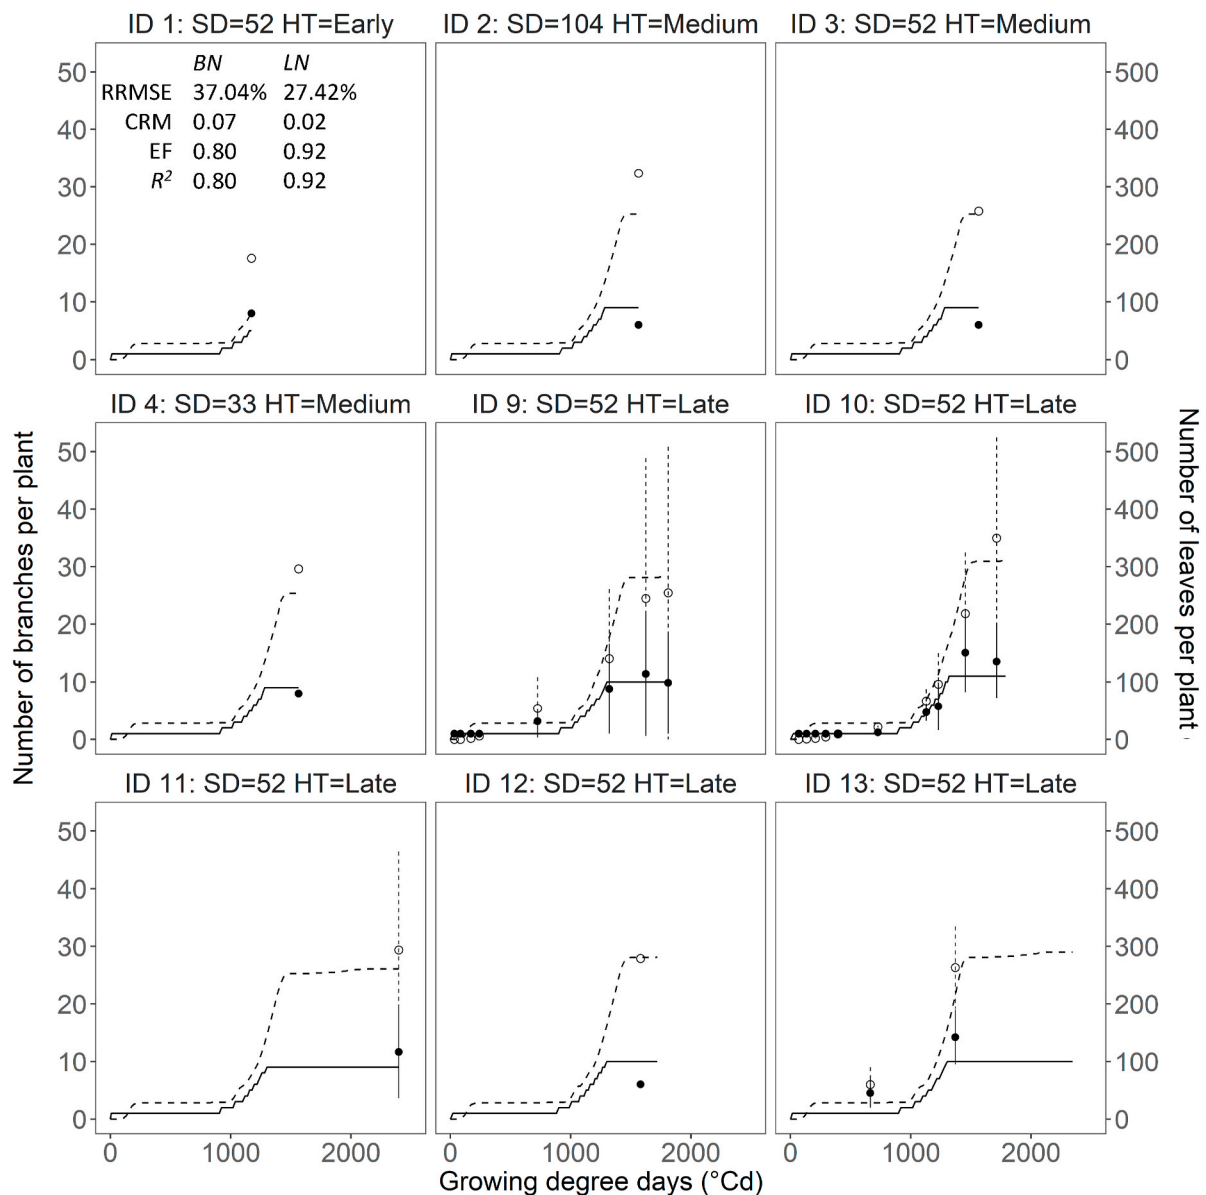 ID 1: SD=52 HT=Early
ID 2: SD=104 HT=Medium
ID 3: SD=52 HT=Medium
BN LN
RRMSE 37.04% 27.42%
CRM 0.07 0.02
EF 0.80 0.92
R² 0.80 0.92
50
40
30
20
10
0
500
400
300
200
100
0
ID 4: SD=33 HT=Medium
ID 9: SD=52 HT=Late
ID 10: SD=52 HT=Late
50
40
30
20
10
0
500
400
300
200
100
0
Number of branches per plant
Number of leaves per plant
ID 11: SD=52 HT=Late
ID 12: SD=52 HT=Late
ID 13: SD=52 HT=Late
50
40
30
20
10
0
500
400
300
200
100
0
0 1000 2000
0 1000 2000
0 1000 2000
Growing degree days (°Cd)